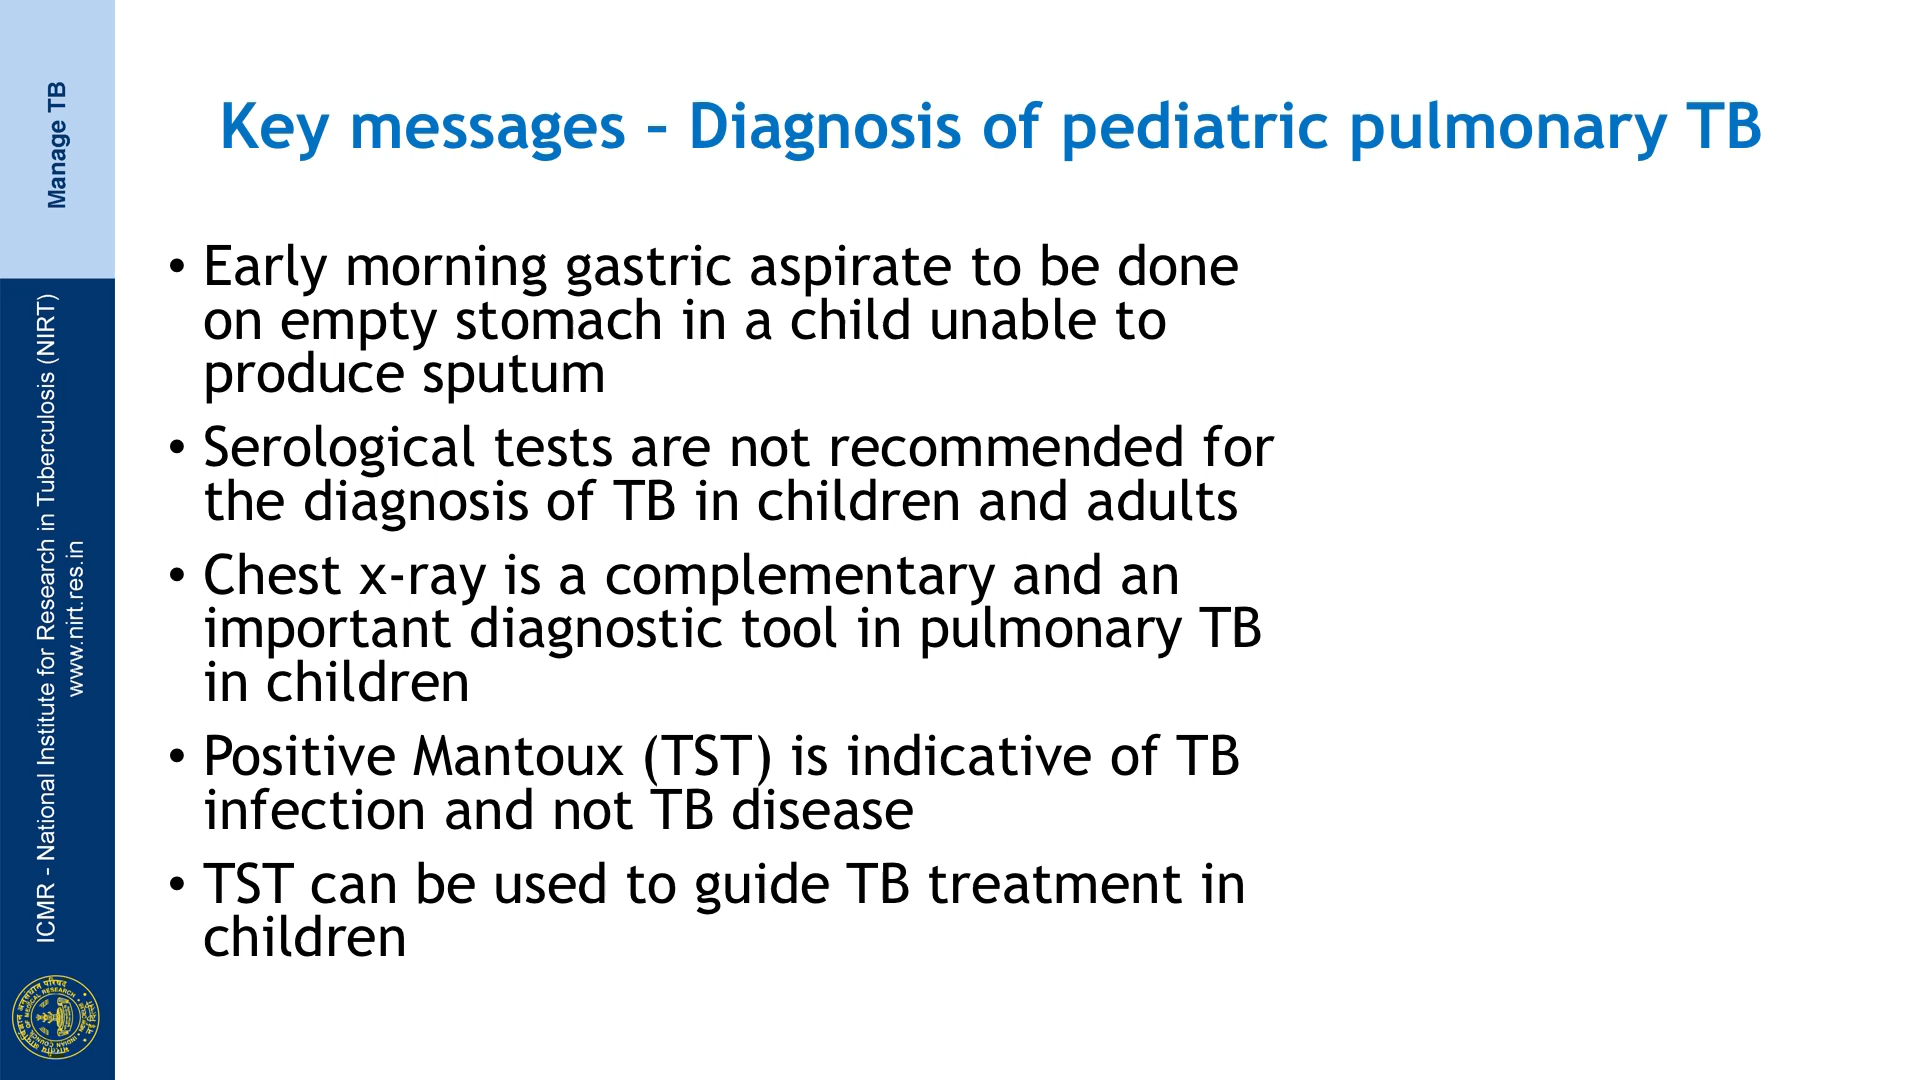 Manage TB
ICMR - National Institute for Research in Tuberculosis (NIRT)
www.nirt.res.in
Key messages – Diagnosis of pediatric pulmonary TB
• Early morning gastric aspirate to be done
on empty stomach in a child unable to
produce sputum
• Serological tests are not recommended for
the diagnosis of TB in children and adults
• Chest x-ray is a complementary and an
important diagnostic tool in pulmonary TB
in children
• Positive Mantoux (TST) is indicative of TB
infection and not TB disease
• TST can be used to guide TB treatment in
children